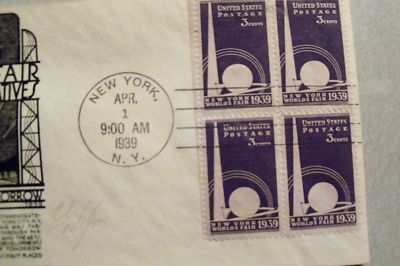 FAIR
ATIVES
ORROW
NEW YORK,
APR.
1
9:00 AM
1939
N. Y.
UNITED STATES
POSTAGE
3 CENTS
NEW YORK 1939
WORLD'S FAIR
UNITED STATES
POSTAGE
3 CENTS
NEW YORK 1939
WORLD'S FAIR
UNITED STATES
POSTAGE
3 CENTS
NEW YORK 1939
WORLD'S FAIR
UNITED STATES
POSTAGE
3 CENTS
NEW YORK 1939
WORLD'S FAIR